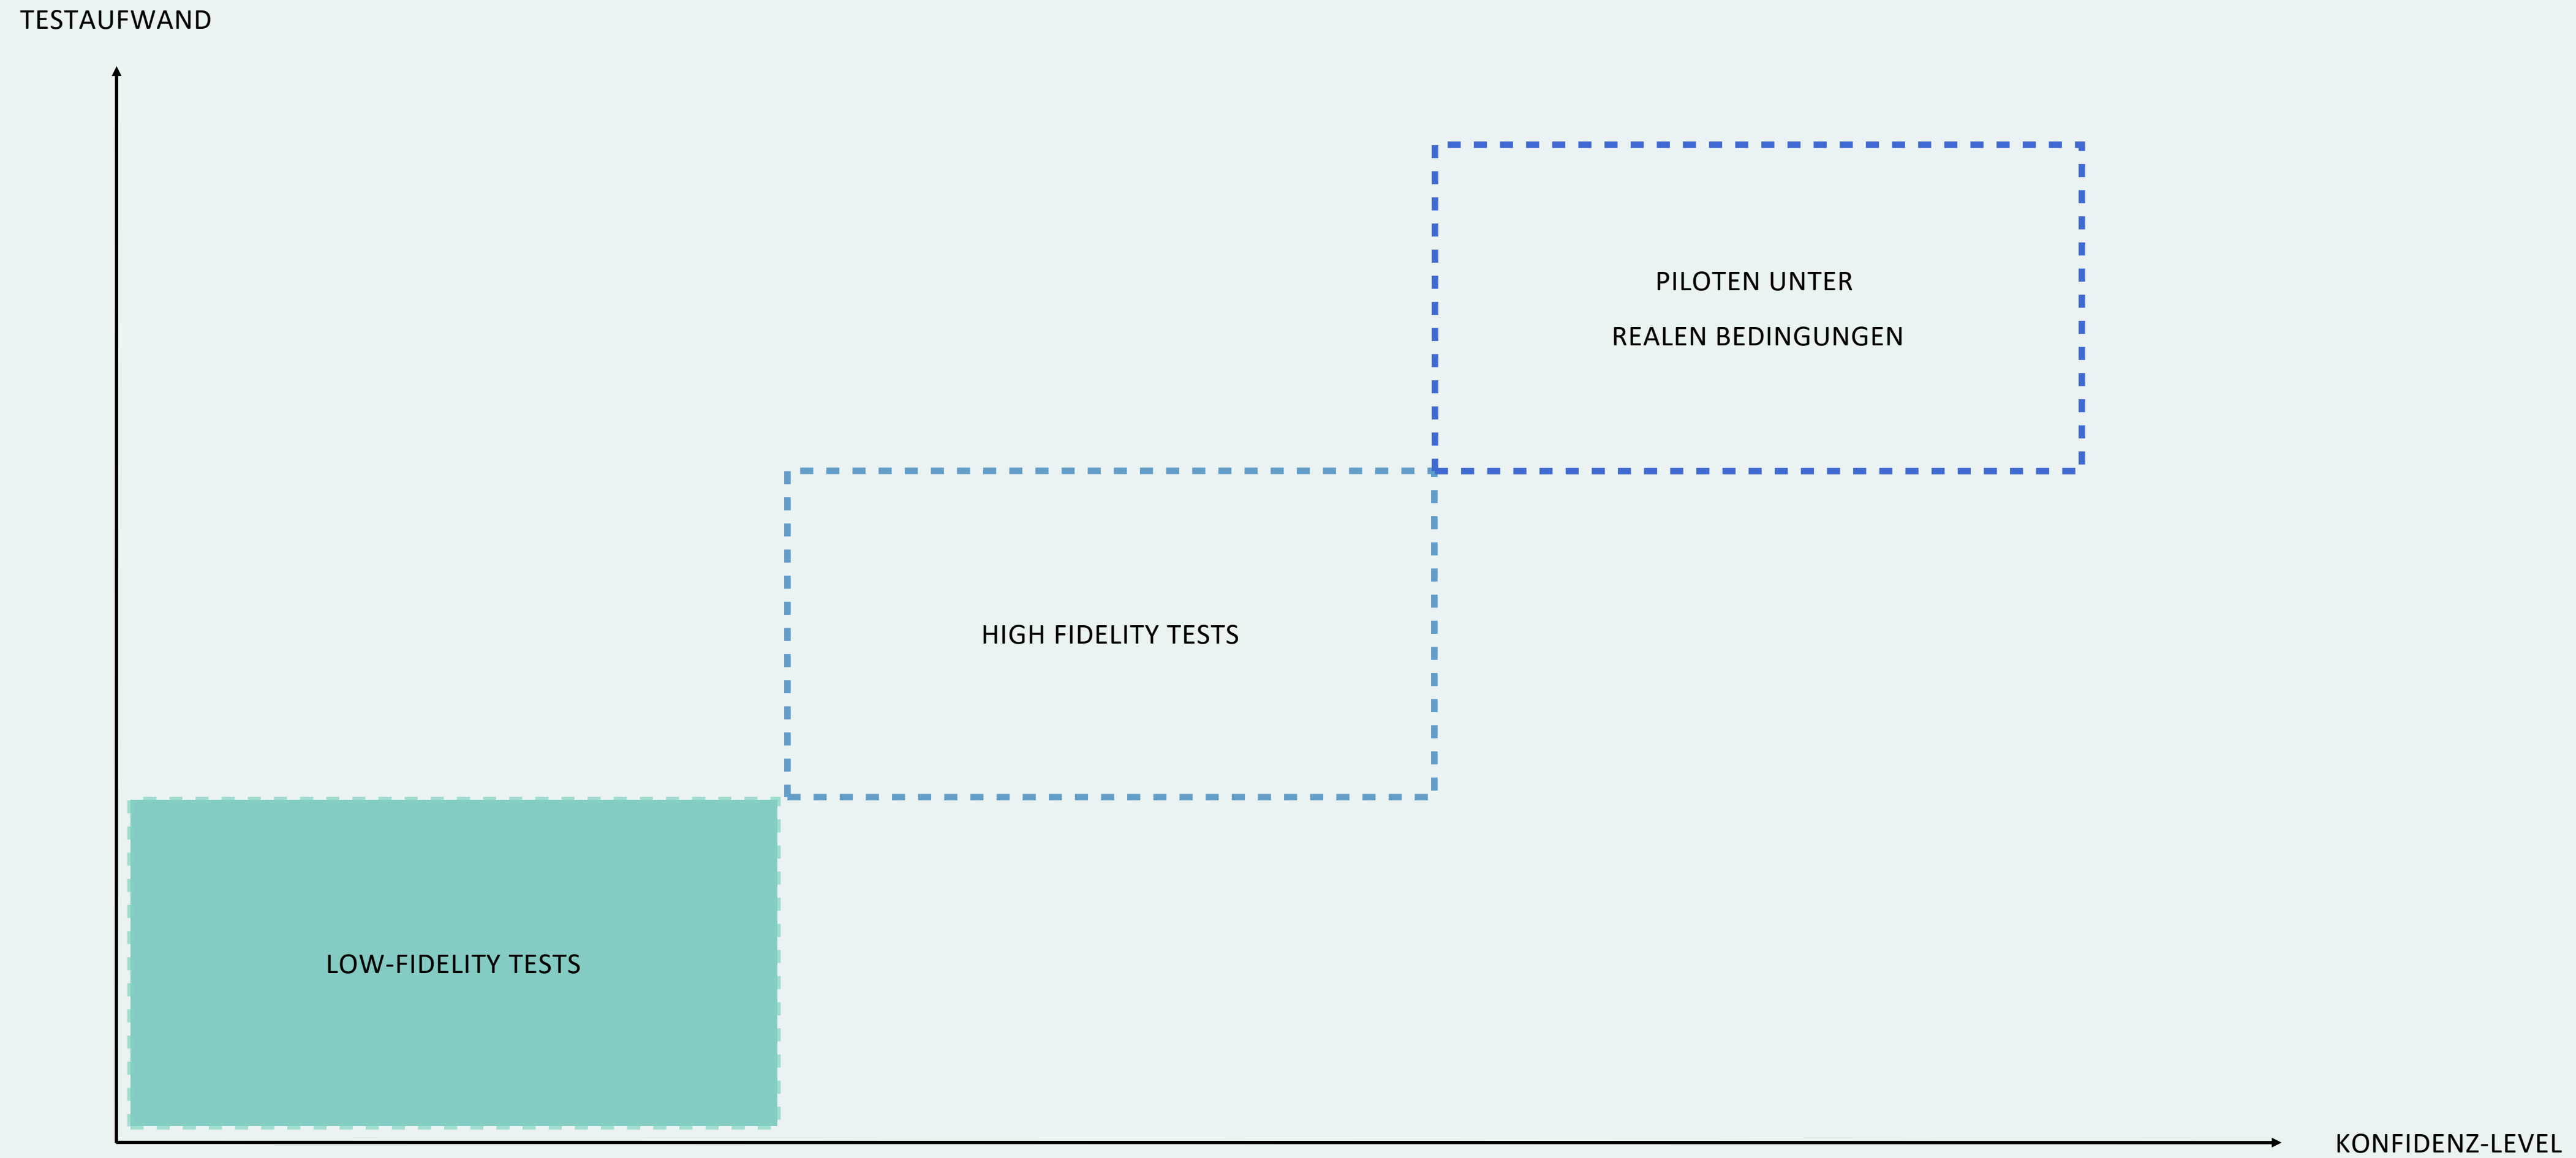 TESTAUFWAND
PILOTEN UNTER
REALEN BEDINGUNGEN
HIGH FIDELITY TESTS
LOW-FIDELITY TESTS
KONFIDENZ-LEVEL